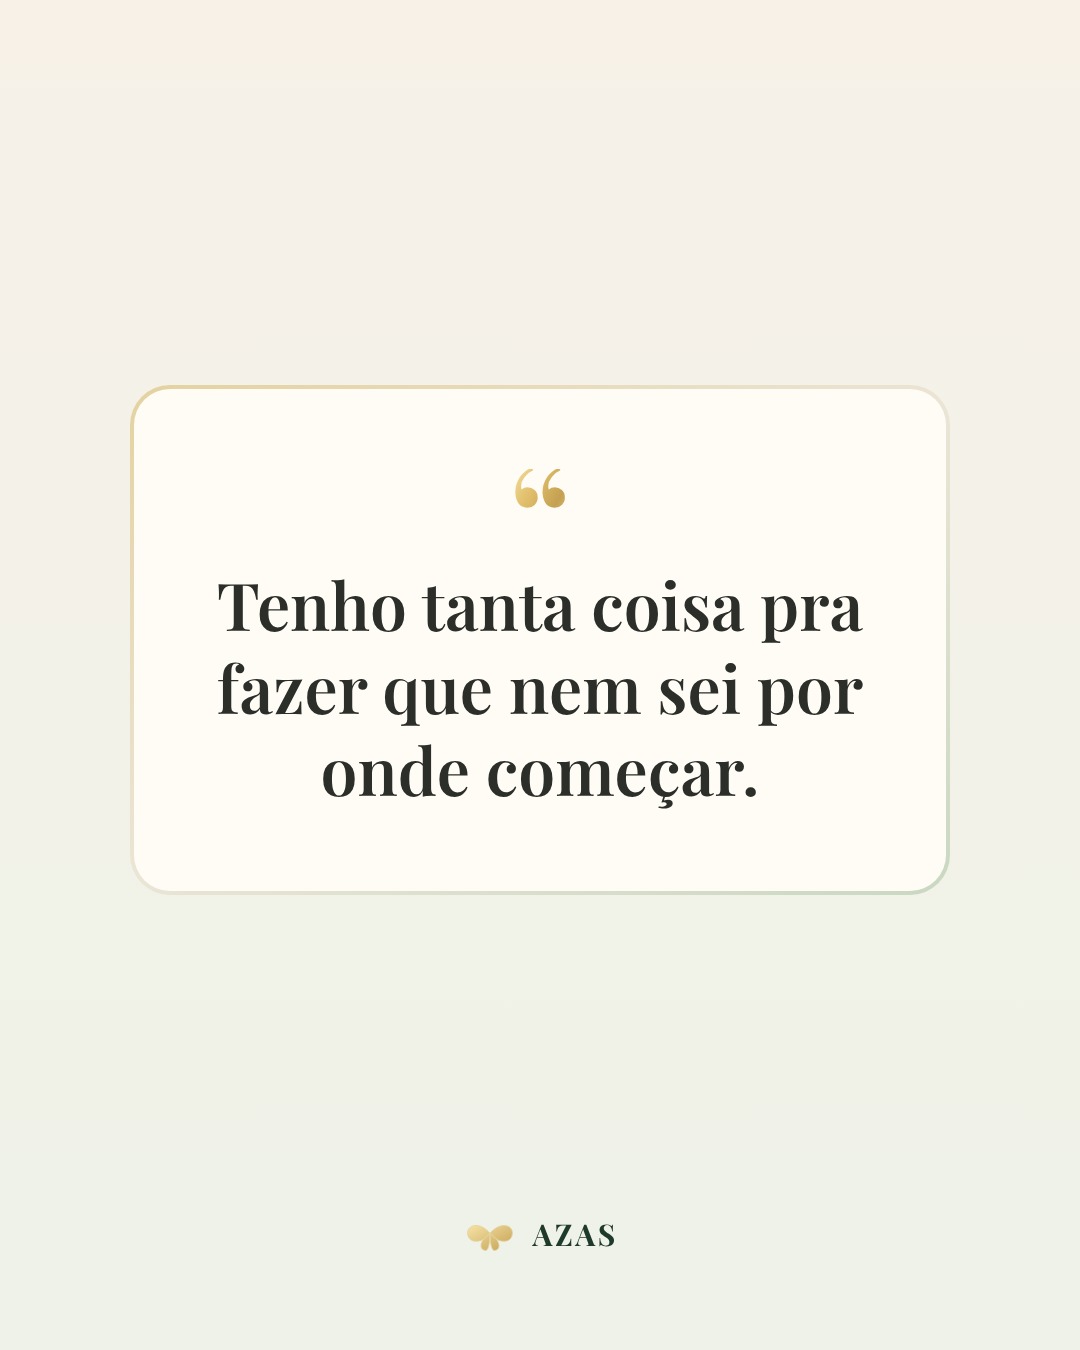 “
Tenho tanta coisa pra
fazer que nem sei por
onde começar.
AZAS